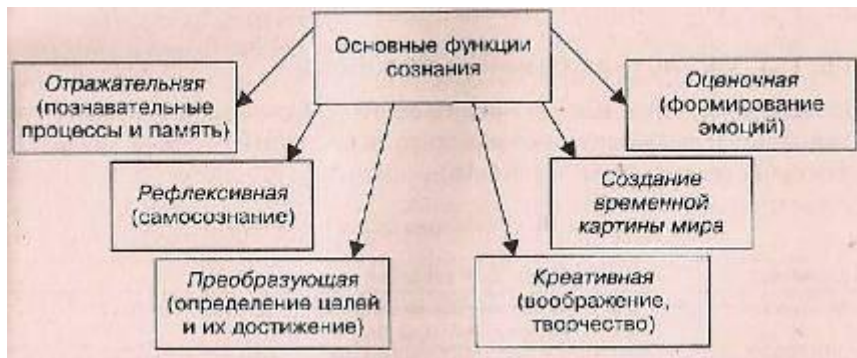 Основные функции
сознания
Отражательная
(познавательные
процессы и память)
Оценочная
(формирование
эмоций)
Рефлексивная
(самосознание)
Создание
временной
картины мира
Преобразующая
(определение целей
и их достижение)
Креативная
(воображение,
творчество)